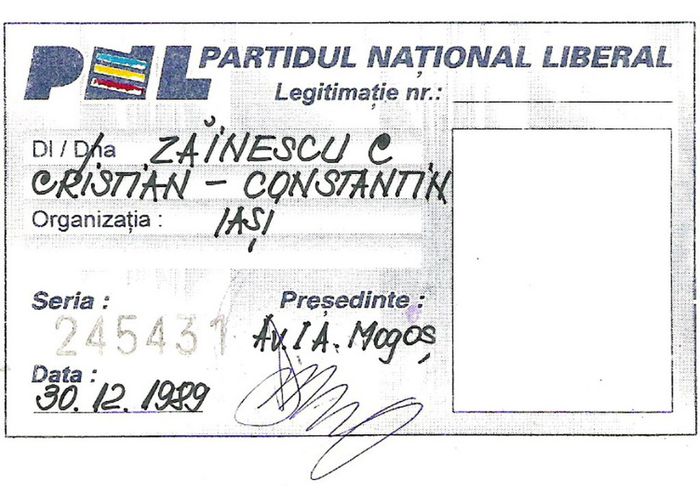 PNL PARTIDUL NAȚIONAL LIBERAL
Legitimație nr.:
Dl / Dna ZĂINESCU C
CRISTIAN - CONSTANTIN
Organizația : IAȘI
Seria : Președinte :
245431 Av. I A. Mogoș
Data :
30. 12. 1989